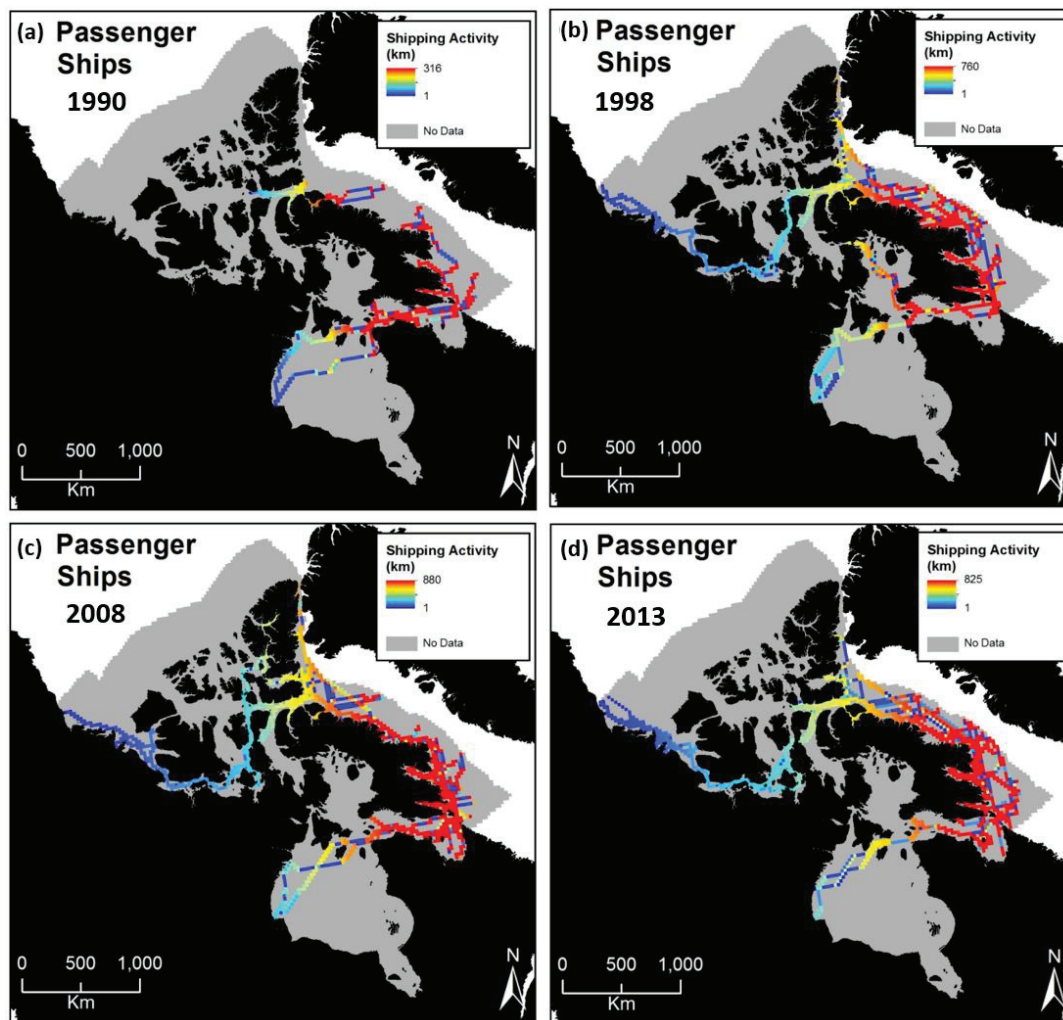 (a) Passenger
Ships
1990
Shipping Activity
(km)
316
1
No Data
0 500 1,000
Km
N
(b) Passenger
Ships
1998
Shipping Activity
(km)
760
1
No Data
0 500 1,000
Km
N
(c) Passenger
Ships
2008
Shipping Activity
(km)
880
1
No Data
0 500 1,000
Km
N
(d) Passenger
Ships
2013
Shipping Activity
(km)
825
1
No Data
0 500 1,000
Km
N